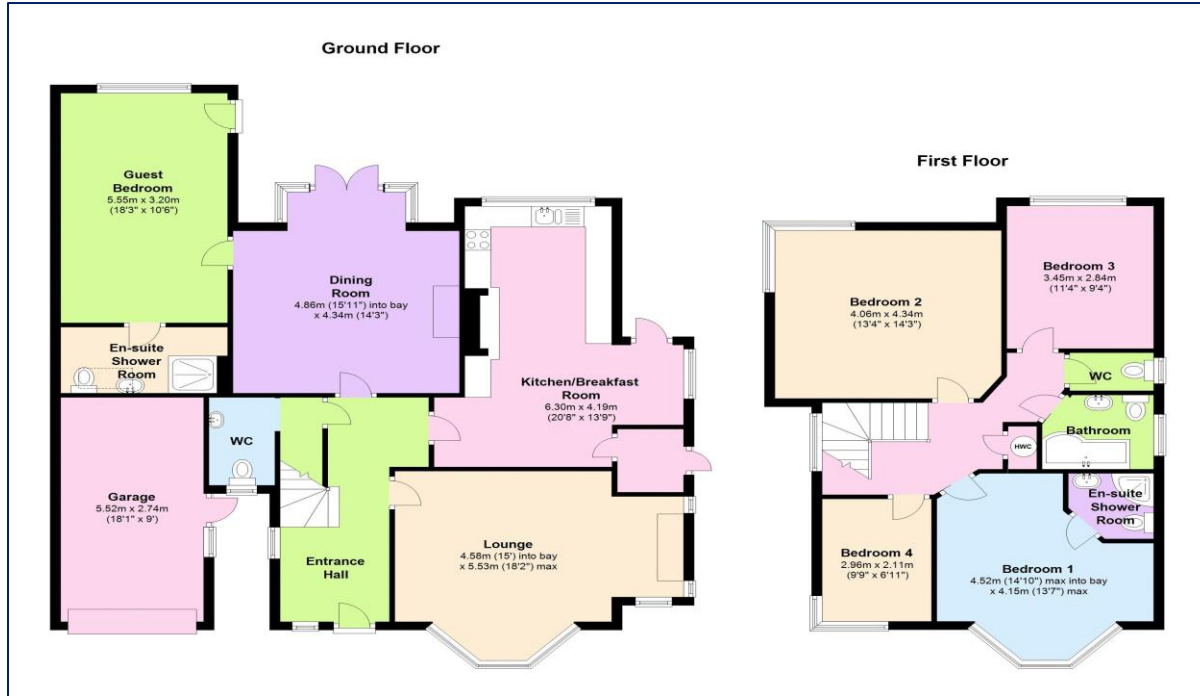 Ground Floor
Guest
Bedroom
5.55m x 3.20m
(18'3" x 10'6")
Dining
Room
4.86m (15'11") into bay
x 4.34m (14'3")
En-suite
Shower
Room
Kitchen/Breakfast
Room
6.30m x 4.19m
(20'8" x 13'9")
WC
Garage
5.52m x 2.74m
(18'1" x 9')
Entrance
Hall
Lounge
4.58m (15') into bay
x 5.53m (18'2") max
First Floor
Bedroom 3
3.45m x 2.84m
(11'4" x 9'4")
Bedroom 2
4.06m x 4.34m
(13'4" x 14'3")
WC
Bathroom
HWC
En-suite
Shower
Room
Bedroom 4
2.96m x 2.11m
(9'9" x 6'11")
Bedroom 1
4.52m (14'10") max into bay
x 4.15m (13'7") max